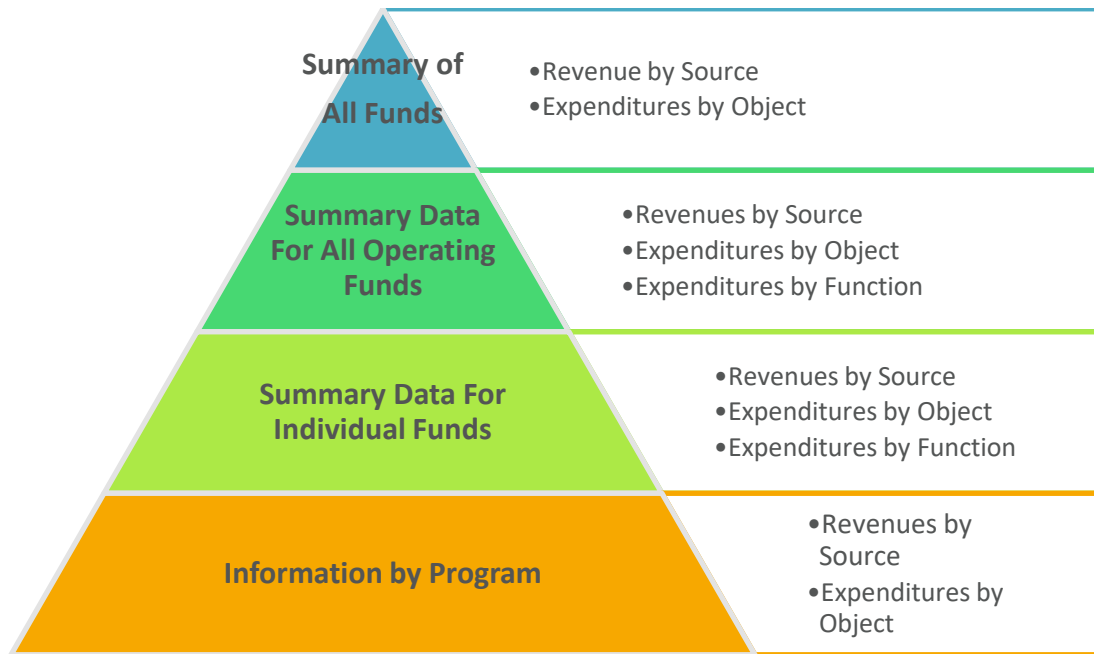 Summary of
All Funds
•Revenue by Source
•Expenditures by Object
Summary Data
For All Operating
Funds
•Revenues by Source
•Expenditures by Object
•Expenditures by Function
Summary Data For
Individual Funds
•Revenues by Source
•Expenditures by Object
•Expenditures by Function
Information by Program
•Revenues by
Source
•Expenditures by
Object